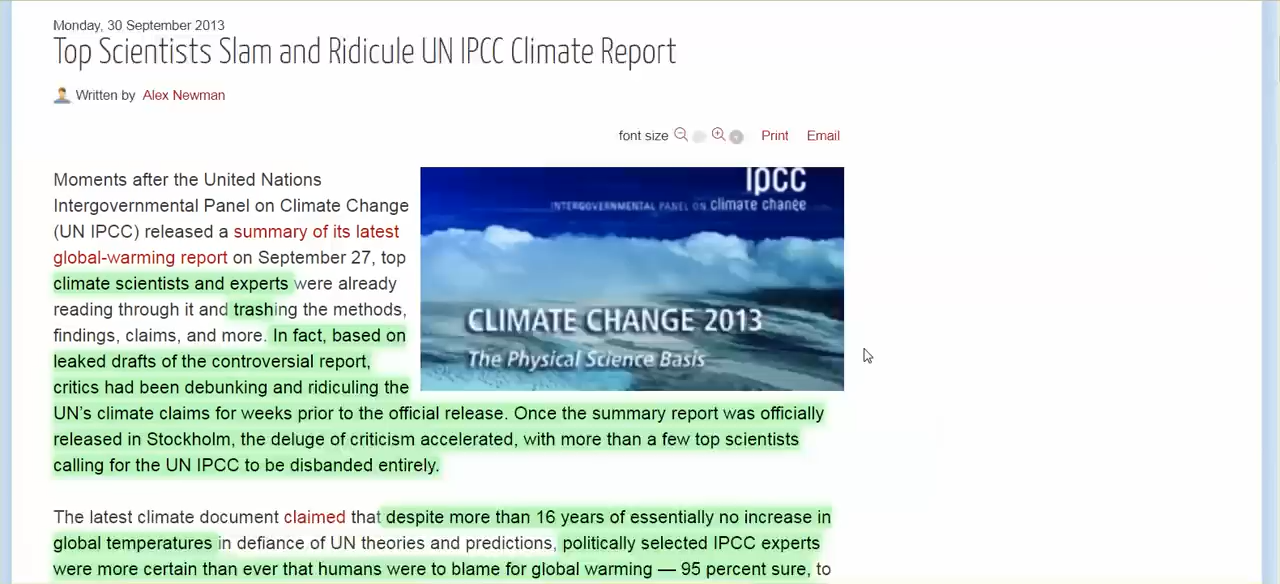 Monday, 30 September 2013
Top Scientists Slam and Ridicule UN IPCC Climate Report
Written by Alex Newman
font size Print Email
Moments after the United Nations
Intergovernmental Panel on Climate Change
(UN IPCC) released a summary of its latest
global-warming report on September 27, top
climate scientists and experts were already
reading through it and trashing the methods,
findings, claims, and more. In fact, based on
leaked drafts of the controversial report,
critics had been debunking and ridiculing the
UN’s climate claims for weeks prior to the official release. Once the summary report was officially
released in Stockholm, the deluge of criticism accelerated, with more than a few top scientists
calling for the UN IPCC to be disbanded entirely.
ipcc
INTERGOVERNMENTAL PANEL ON climate change
CLIMATE CHANGE 2013
The Physical Science Basis
The latest climate document claimed that despite more than 16 years of essentially no increase in
global temperatures in defiance of UN theories and predictions, politically selected IPCC experts
were more certain than ever that humans were to blame for global warming — 95 percent sure, to